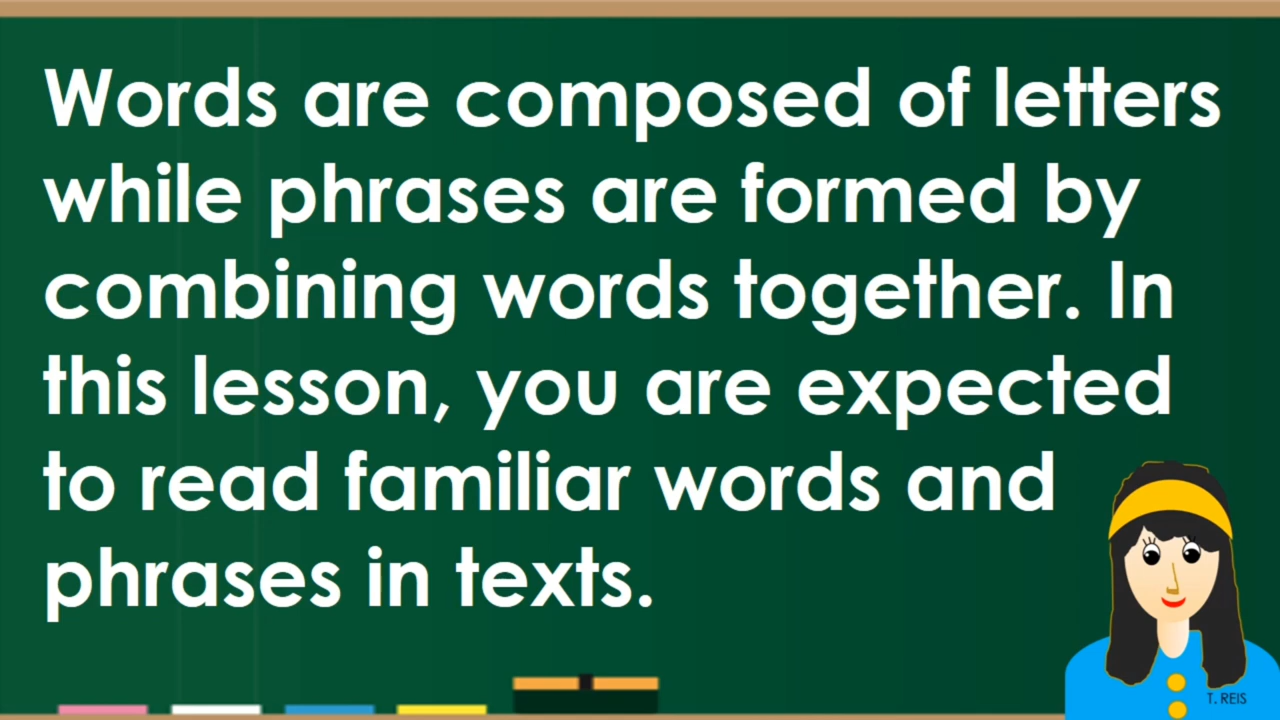 Words are composed of letters
while phrases are formed by
combining words together. In
this lesson, you are expected
to read familiar words and
phrases in texts.
T. REIS